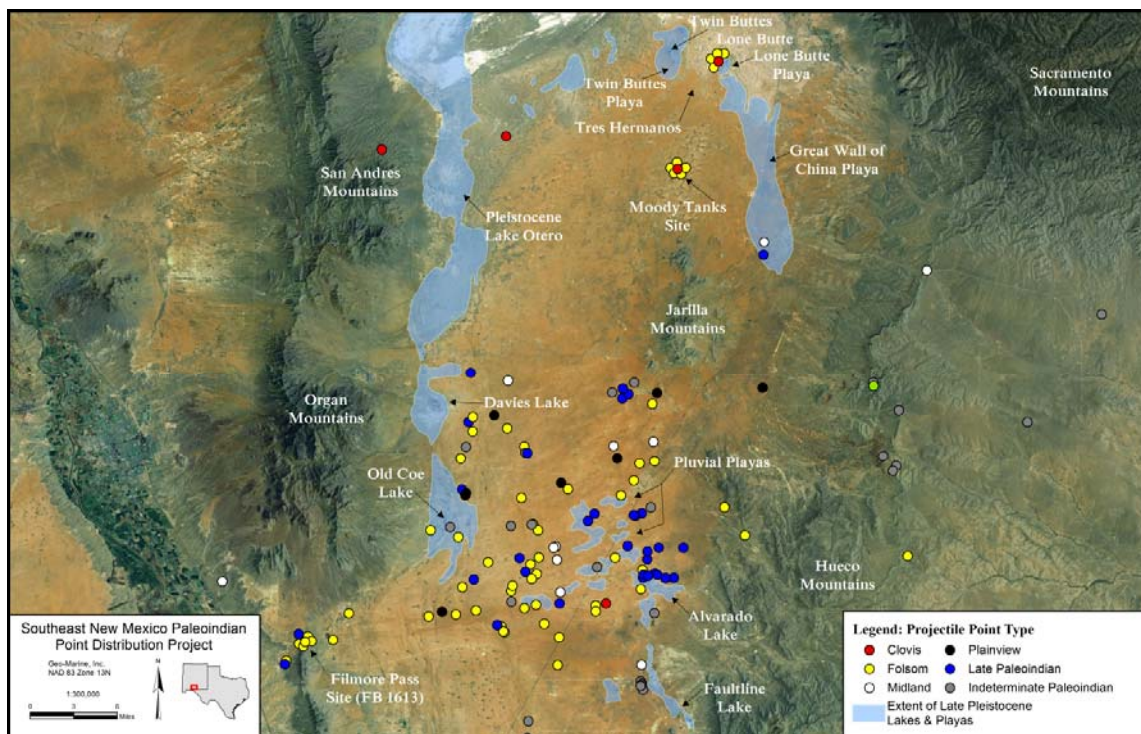 Twin Buttes
Lone Butte
Lone Butte
Playa
Twin Buttes
Playa
Sacramento
Mountains
Tres Hermanos
San Andres
Mountains
Great Wall of
China Playa
Moody Tanks
Site
Pleistocene
Lake Otero
Jarilla
Mountains
Organ
Mountains
Davies Lake
Old Coe
Lake
Pluvial Playas
Hueco
Mountains
Alvarado
Lake
Filmore Pass
Site (FB 1613)
Faultline
Lake
Southeast New Mexico Paleoindian
Point Distribution Project
Geo-Marine, Inc.
NAD 83 Zone 13N
N
1:300,000
0 3 6
Miles
Legend: Projectile Point Type
Clovis Plainview
Folsom Late Paleoindian
Midland Indeterminate Paleoindian
Extent of Late Pleistocene
Lakes & Playas